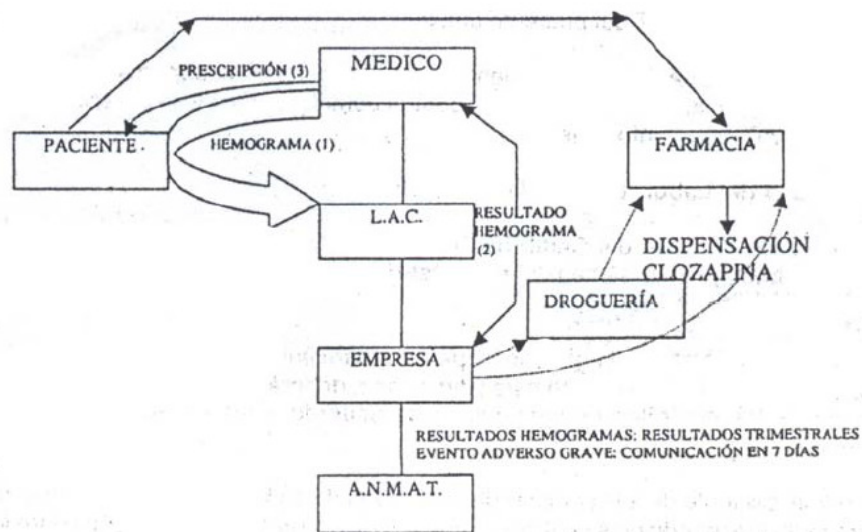 PRESCRIPCIÓN (3)
MEDICO
PACIENTE
HEMOGRAMA (1)
FARMACIA
L.A.C.
RESULTADO
HEMOGRAMA
(2)
DISPENSACIÓN
CLOZAPINA
DROGUERÍA
EMPRESA
RESULTADOS HEMOGRAMAS: RESULTADOS TRIMESTRALES
EVENTO ADVERSO GRAVE: COMUNICACIÓN EN 7 DÍAS
A.N.M.A.T.